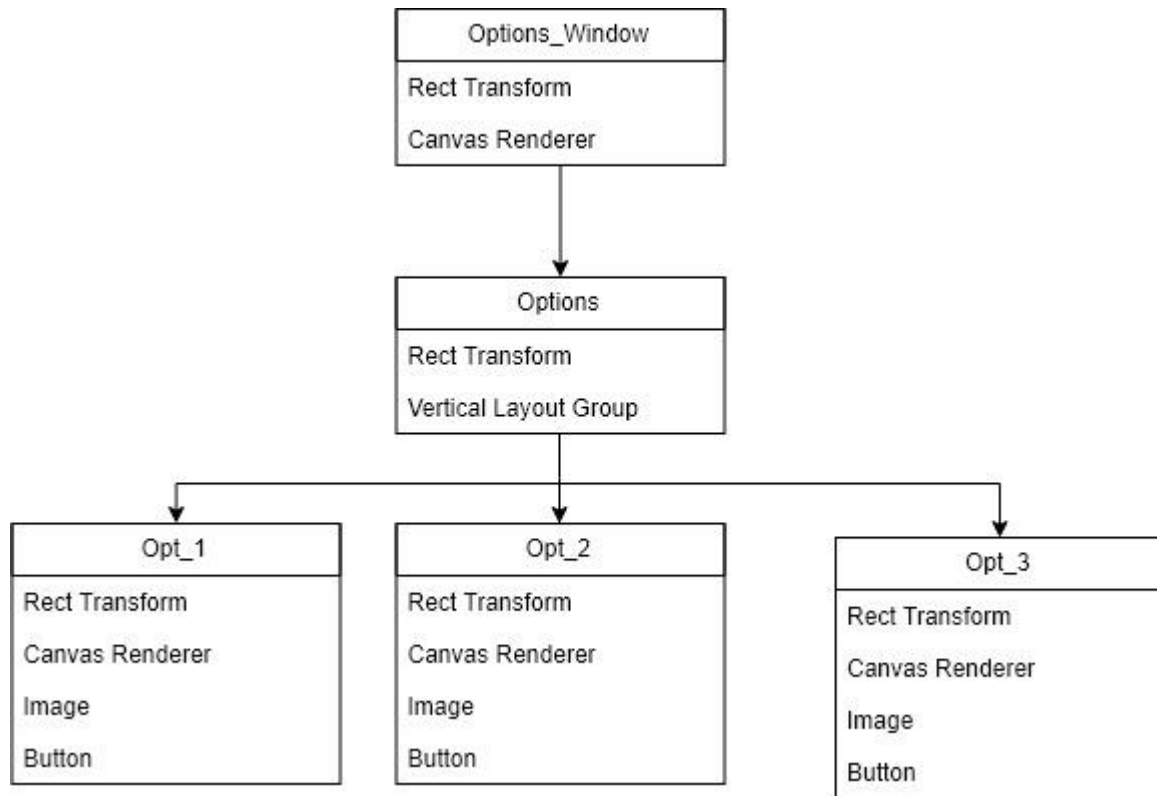 Options_Window
Rect Transform
Canvas Renderer
Options
Rect Transform
Vertical Layout Group
Opt_1
Rect Transform
Canvas Renderer
Image
Button
Opt_2
Rect Transform
Canvas Renderer
Image
Button
Opt_3
Rect Transform
Canvas Renderer
Image
Button